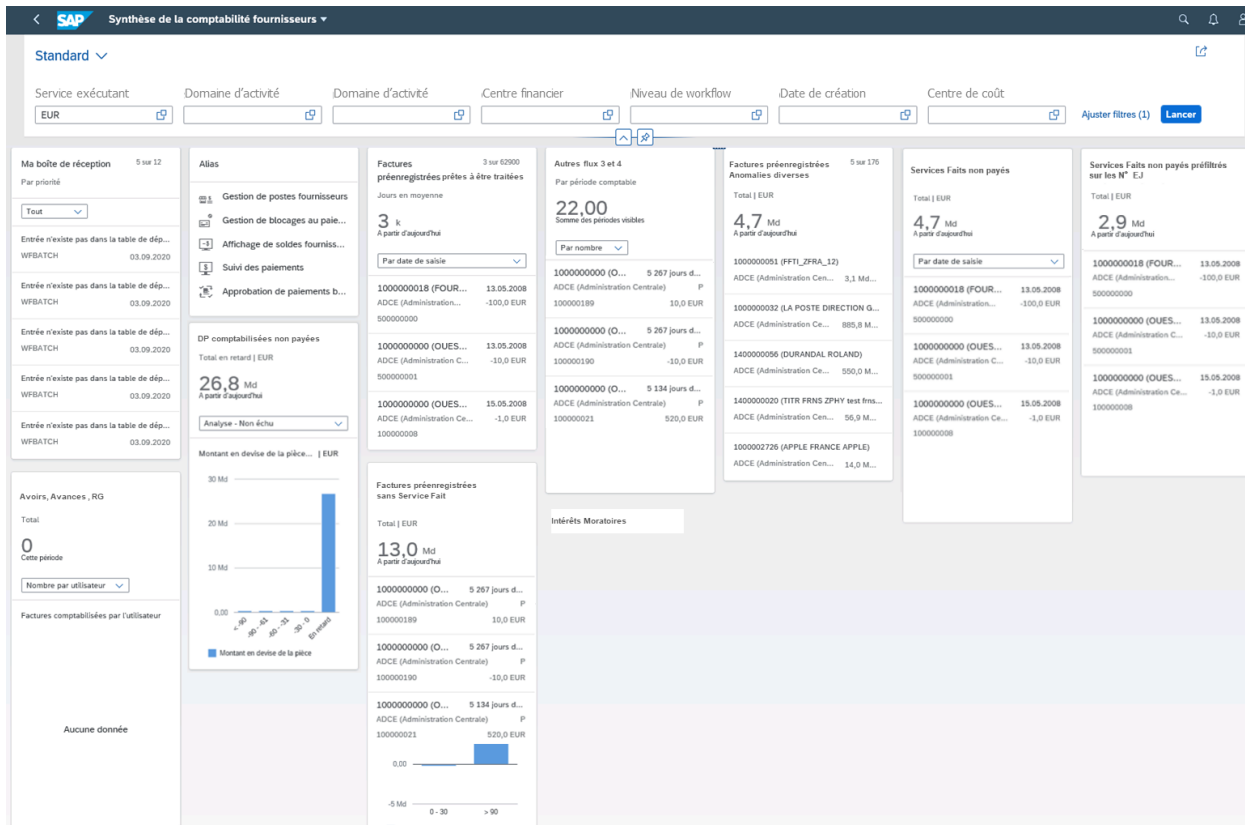 SAP Synthèse de la comptabilité fournisseurs
Standard
Service exécutant
Domaine d'activité
Domaine d'activité
Centre financier
Niveau de workflow
Date de création
Centre de coût
EUR
Ajuster filtres (1)
Lancer
Ma boîte de réception 5 sur 12
Par priorité
Tout
Entrée n'existe pas dans la table de dép...
WFBATCH 03.09.2020
Entrée n'existe pas dans la table de dép...
WFBATCH 03.09.2020
Entrée n'existe pas dans la table de dép...
WFBATCH 03.09.2020
Entrée n'existe pas dans la table de dép...
WFBATCH 03.09.2020
Entrée n'existe pas dans la table de dép...
WFBATCH 03.09.2020
Avoirs, Avances , RG
Total
0
Cette période
Nombre par utilisateur
Factures comptabilisées par l'utilisateur
Aucune donnée
Alias
Gestion de postes fournisseurs
Gestion de blocages au paie...
Affichage de soldes fourniss...
Suivi des paiements
Approbation de paiements b...
DP comptabilisées non payées
Total en retard | EUR
26,8 Md
A partir d'aujourd'hui
Analyse - Non échu
Montant en devise de la pièce... | EUR
30 Md
20 Md
10 Md
0,00
< -90
-90 - -61
-60 - -31
-30 - 0
En retard
Montant en devise de la pièce
Factures 3 sur 62900
préenregistrées prêtes à être traitées
Jours en moyenne
3 k
A partir d'aujourd'hui
Par date de saisie
1000000018 (FOUR... 13.05.2008
ADCE (Administration... -100,0 EUR
500000000
1000000000 (OUES... 13.05.2008
ADCE (Administration C... -10,0 EUR
500000001
1000000000 (OUES... 15.05.2008
ADCE (Administration Ce... -1,0 EUR
100000008
Factures préenregistrées
sans Service Fait
Total | EUR
13,0 Md
A partir d'aujourd'hui
1000000000 (O... 5 267 jours d...
ADCE (Administration Centrale) P
100000189 10,0 EUR
1000000000 (O... 5 267 jours d...
ADCE (Administration Centrale) P
100000190 -10,0 EUR
1000000000 (O... 5 134 jours d...
ADCE (Administration Centrale) P
100000021 520,0 EUR
0,00
-5 Md
0 - 30
> 90
Autres flux 3 et 4
Par période comptable
22,00
Somme des périodes visibles
Par nombre
1000000000 (O... 5 267 jours d...
ADCE (Administration Centrale) P
100000189 10,0 EUR
1000000000 (O... 5 267 jours d...
ADCE (Administration Centrale) P
100000190 -10,0 EUR
1000000000 (O... 5 134 jours d...
ADCE (Administration Centrale) P
100000021 520,0 EUR
Intérêts Moratoires
Factures préenregistrées 5 sur 176
Anomalies diverses
Total | EUR
4,7 Md
A partir d'aujourd'hui
1000000051 (FFTI_ZFRA_12)
ADCE (Administration Cen... 3,1 Md...
1000000032 (LA POSTE DIRECTION G...
ADCE (Administration Ce... 885,8 M...
1400000056 (DURANDAL ROLAND)
ADCE (Administration Ce... 550,0 M...
1400000020 (TITR FRNS ZPHY test frns...
ADCE (Administration Cen... 56,9 M...
1000002726 (APPLE FRANCE APPLE)
ADCE (Administration Cen... 14,0 M...
Services Faits non payés
Total | EUR
4,7 Md
A partir d'aujourd'hui
Par date de saisie
1000000018 (FOUR... 13.05.2008
ADCE (Administration... -100,0 EUR
500000000
1000000000 (OUES... 13.05.2008
ADCE (Administration C... -10,0 EUR
500000001
1000000000 (OUES... 15.05.2008
ADCE (Administration Ce... -1,0 EUR
100000008
Services Faits non payés préfiltrés
sur les N° EJ
Total | EUR
2,9 Md
A partir d'aujourd'hui
1000000018 (FOUR... 13.05.2008
ADCE (Administration... -100,0 EUR
500000000
1000000000 (OUES... 13.05.2008
ADCE (Administration C... -10,0 EUR
500000001
1000000000 (OUES... 15.05.2008
ADCE (Administration Ce... -1,0 EUR
100000008